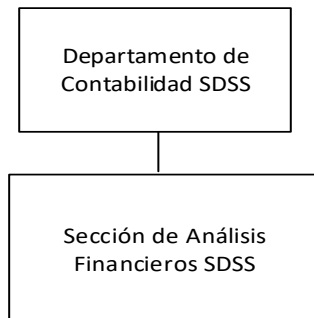 Departamento de
Contabilidad SDSS
Sección de Análisis
Financieros SDSS